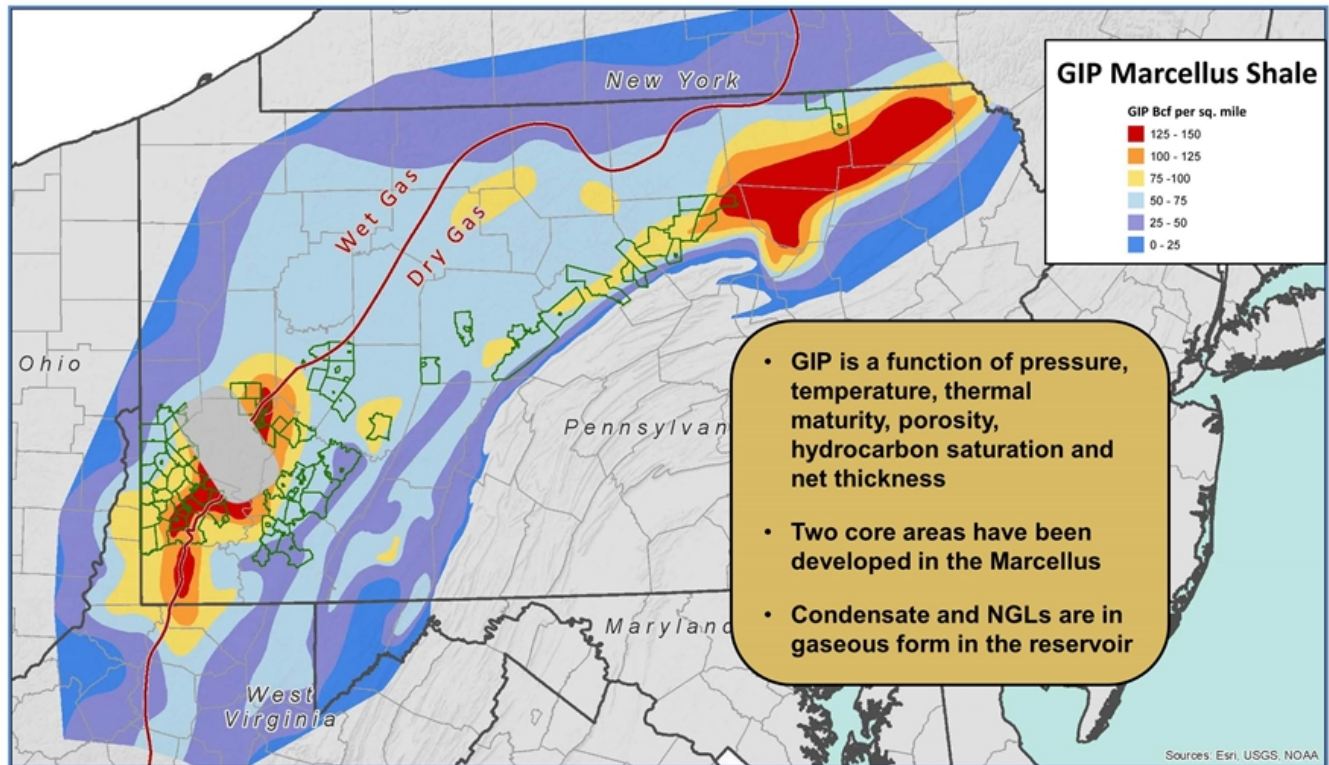 New York
GIP Marcellus Shale
GIP Bcf per sq. mile
125 - 150
100 - 125
75 -100
50 - 75
25 - 50
0 - 25
Wet Gas
Dry Gas
Ohio
Pennsylvan
Maryland
West
Virginia
• GIP is a function of pressure,
temperature, thermal
maturity, porosity,
hydrocarbon saturation and
net thickness
• Two core areas have been
developed in the Marcellus
• Condensate and NGLs are in
gaseous form in the reservoir
Sources: Esri, USGS, NOAA